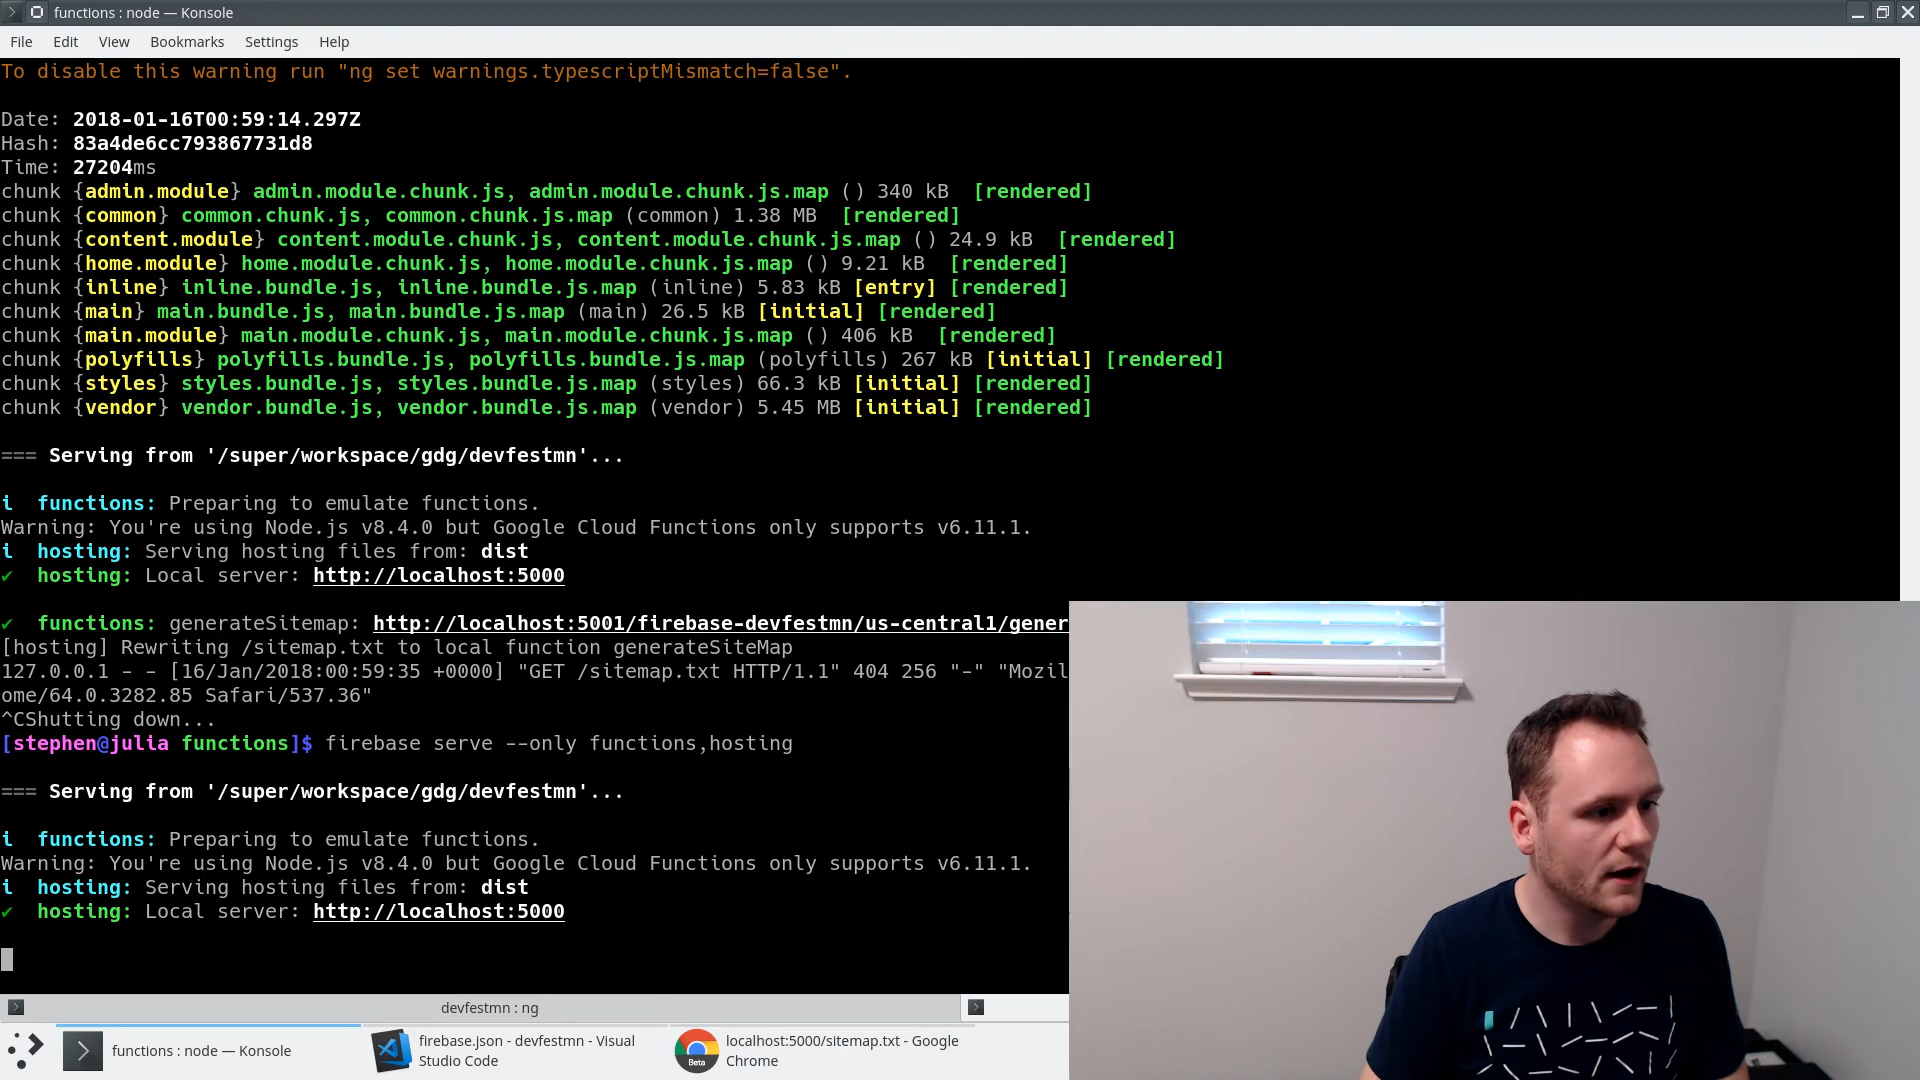 functions : node — Konsole
File Edit View Bookmarks Settings Help
To disable this warning run "ng set warnings.typescriptMismatch=false".
Date: 2018-01-16T00:59:14.297Z
Hash: 83a4de6cc793867731d8
Time: 27204ms
chunk {admin.module} admin.module.chunk.js, admin.module.chunk.js.map () 340 kB [rendered]
chunk {common} common.chunk.js, common.chunk.js.map (common) 1.38 MB [rendered]
chunk {content.module} content.module.chunk.js, content.module.chunk.js.map () 24.9 kB [rendered]
chunk {home.module} home.module.chunk.js, home.module.chunk.js.map () 9.21 kB [rendered]
chunk {inline} inline.bundle.js, inline.bundle.js.map (inline) 5.83 kB [entry] [rendered]
chunk {main} main.bundle.js, main.bundle.js.map (main) 26.5 kB [initial] [rendered]
chunk {main.module} main.module.chunk.js, main.module.chunk.js.map () 406 kB [rendered]
chunk {polyfills} polyfills.bundle.js, polyfills.bundle.js.map (polyfills) 267 kB [initial] [rendered]
chunk {styles} styles.bundle.js, styles.bundle.js.map (styles) 66.3 kB [initial] [rendered]
chunk {vendor} vendor.bundle.js, vendor.bundle.js.map (vendor) 5.45 MB [initial] [rendered]
=== Serving from '/super/workspace/gdg/devfestmn'...
i functions: Preparing to emulate functions.
Warning: You're using Node.js v8.4.0 but Google Cloud Functions only supports v6.11.1.
i hosting: Serving hosting files from: dist
✔ hosting: Local server: http://localhost:5000
✔ functions: generateSitemap: http://localhost:5001/firebase-devfestmn/us-central1/gener
[hosting] Rewriting /sitemap.txt to local function generateSiteMap
127.0.0.1 - - [16/Jan/2018:00:59:35 +0000] "GET /sitemap.txt HTTP/1.1" 404 256 "-" "Mozil
ome/64.0.3282.85 Safari/537.36"
^CShutting down...
[stephen@julia functions]$ firebase serve --only functions,hosting
=== Serving from '/super/workspace/gdg/devfestmn'...
i functions: Preparing to emulate functions.
Warning: You're using Node.js v8.4.0 but Google Cloud Functions only supports v6.11.1.
i hosting: Serving hosting files from: dist
✔ hosting: Local server: http://localhost:5000
devfestmn : ng
functions : node — Konsole
firebase.json - devfestmn - Visual
Studio Code
Beta
localhost:5000/sitemap.txt - Google
Chrome